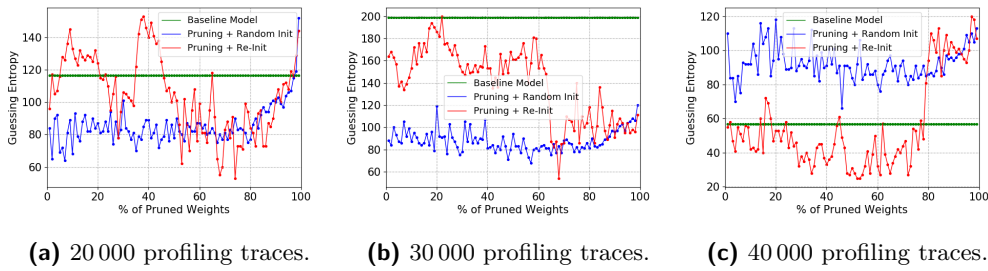 Baseline Model
Pruning + Random Init
Pruning + Re-Init
Guessing Entropy
140
120
100
80
60
0 20 40 60 80 100
% of Pruned Weights
(a) 20 000 profiling traces.
Baseline Model
Pruning + Random Init
Pruning + Re-Init
Guessing Entropy
200
180
160
140
120
100
80
60
0 20 40 60 80 100
% of Pruned Weights
(b) 30 000 profiling traces.
Baseline Model
Pruning + Random Init
Pruning + Re-Init
Guessing Entropy
120
100
80
60
40
20
0 20 40 60 80 100
% of Pruned Weights
(c) 40 000 profiling traces.